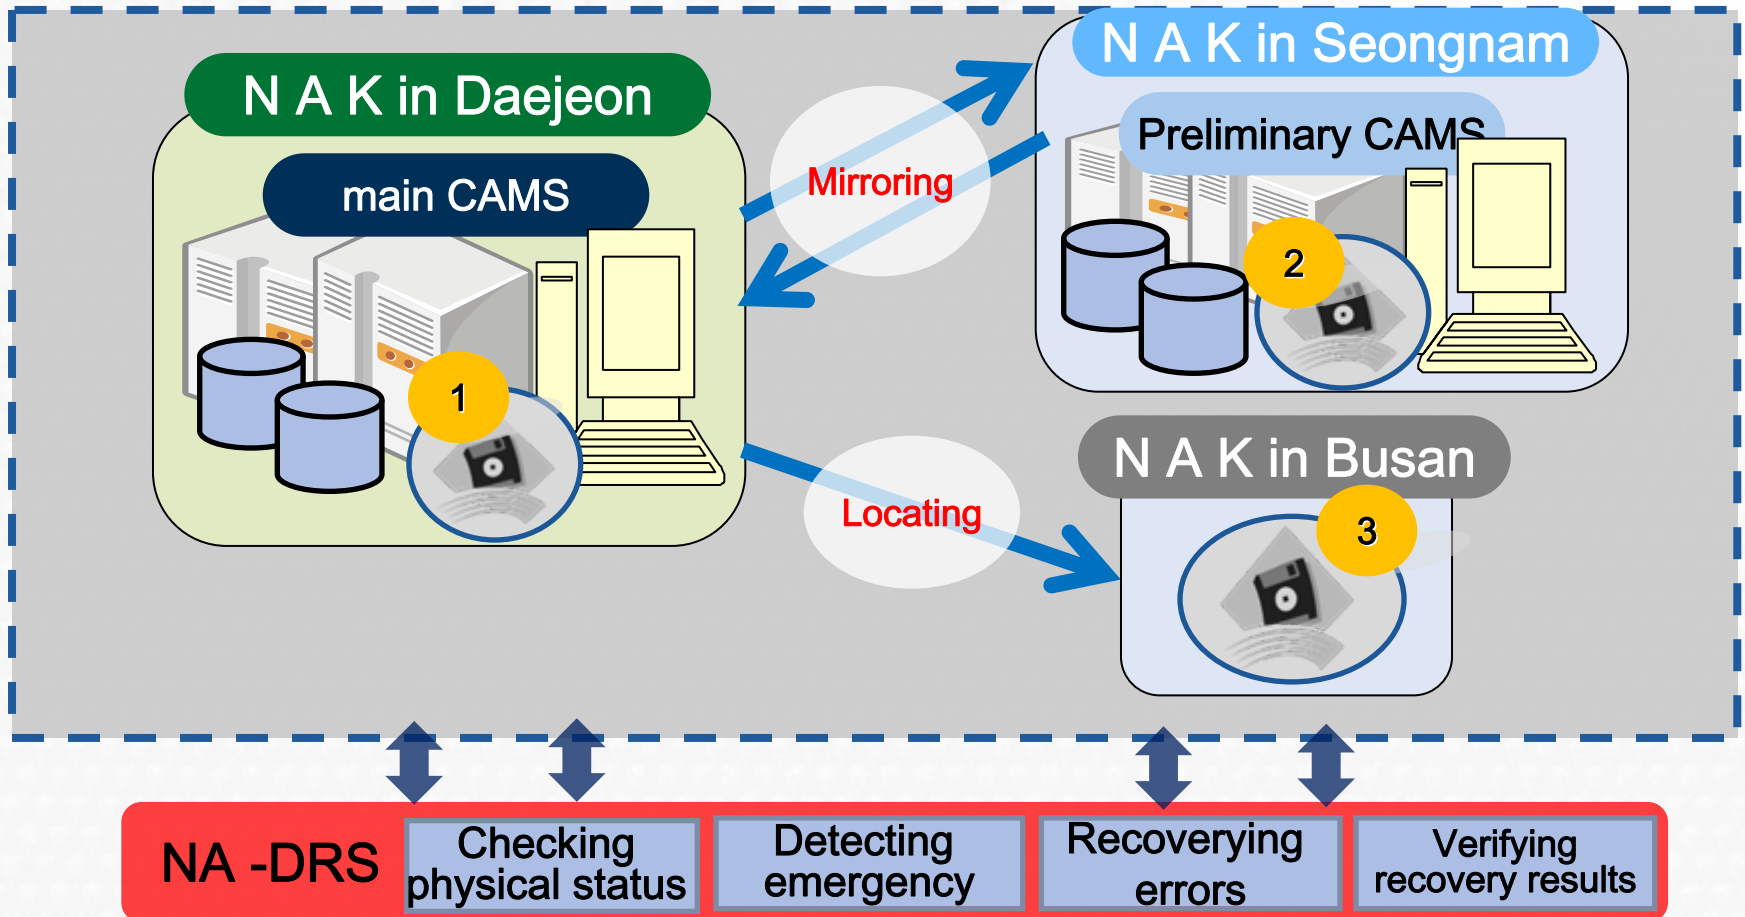 N A K in Daejeon
main CAMS
1
Mirroring
N A K in Seongnam
Preliminary CAMS
2
Locating
N A K in Busan
3
NA -DRS
Checking
physical status
Detecting
emergency
Recoverying
errors
Verifying
recovery results